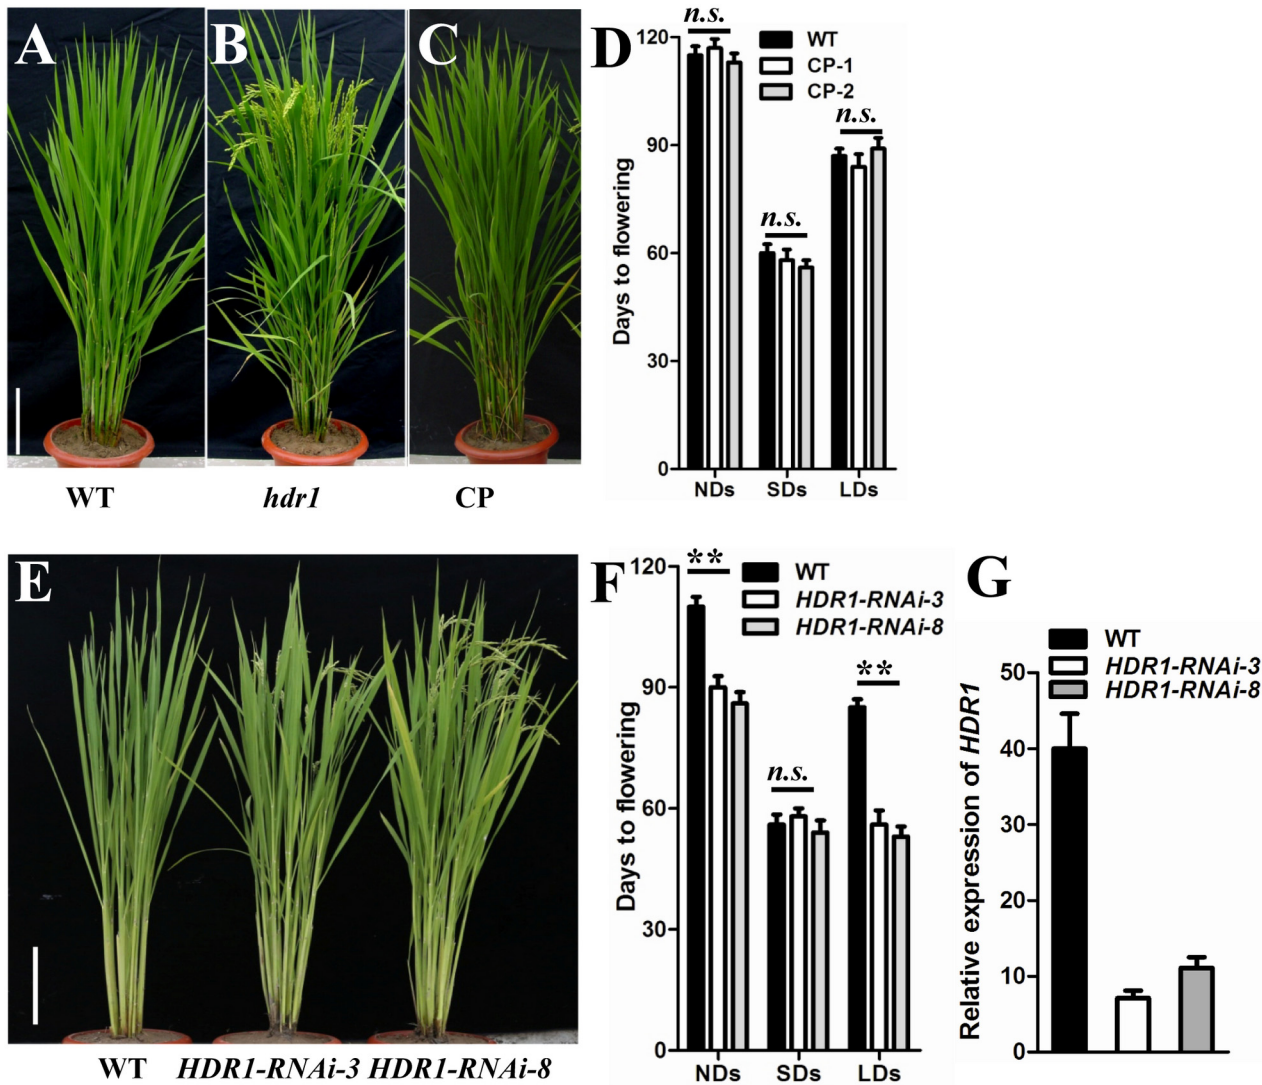 A
B
C
WT
hdr1
CP
D
n.s.
WT
CP-1
CP-2
n.s.
n.s.
Days to flowering
120
90
60
30
0
NDs SDs LDs
E
WT HDR1-RNAi-3 HDR1-RNAi-8
F
**
WT
HDR1-RNAi-3
HDR1-RNAi-8
**
n.s.
Days to flowering
120
90
60
30
0
NDs SDs LDs
G
WT
HDR1-RNAi-3
HDR1-RNAi-8
Relative expression of HDR1
50
40
30
20
10
0